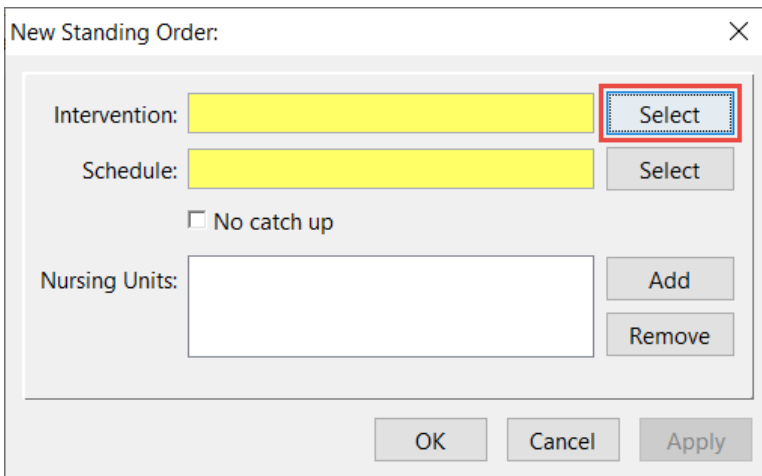 New Standing Order:
Intervention: Select
Schedule: Select
No catch up
Nursing Units: Add
Remove
OK Cancel Apply